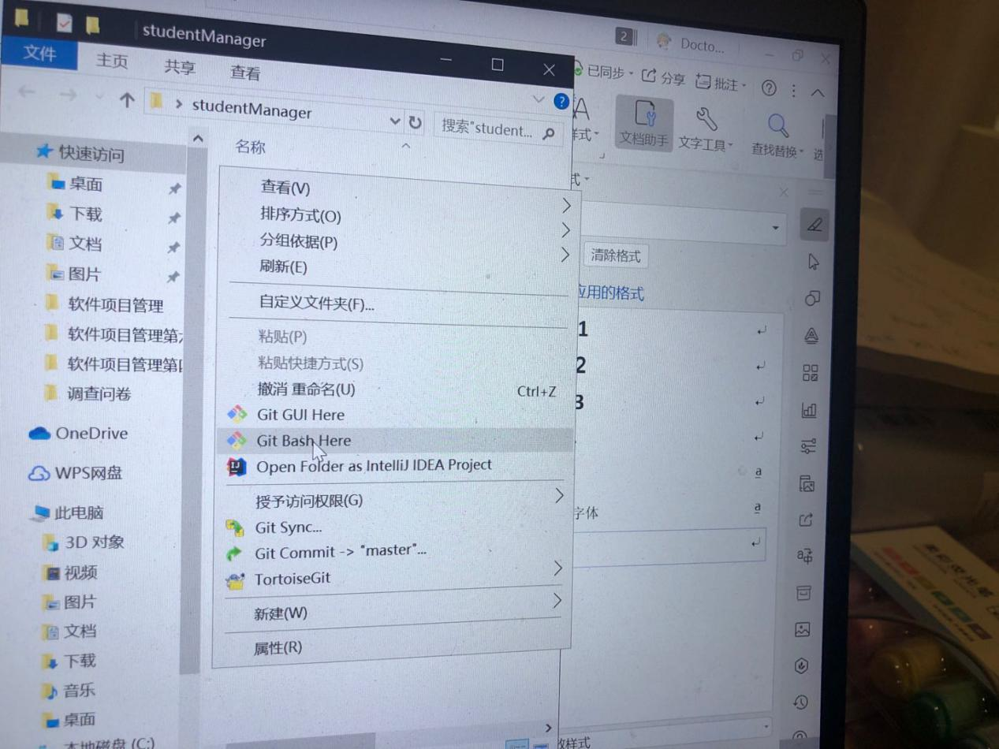 studentManager
2
Docto...
文件
主页
共享
查看
已同步
分享
批注
studentManager
搜索"student...
文档助手
文字工具
查找替换
选
名称
快速访问
桌面
下载
文档
图片
软件项目管理
软件项目管理第
软件项目管理第
调查问卷
OneDrive
WPS网盘
此电脑
3D 对象
视频
图片
文档
下载
音乐
桌面
本地磁盘 (C:)
查看(V)
排序方式(O)
分组依据(P)
刷新(E)
自定义文件夹(F)...
粘贴(P)
粘贴快捷方式(S)
撤消 重命名(U) Ctrl+Z
Git GUI Here
Git Bash Here
Open Folder as IntelliJ IDEA Project
授予访问权限(G)
Git Sync...
Git Commit -> "master"...
TortoiseGit
新建(W)
属性(R)
样式
式
清除格式
应用的格式
1
2
3
字体